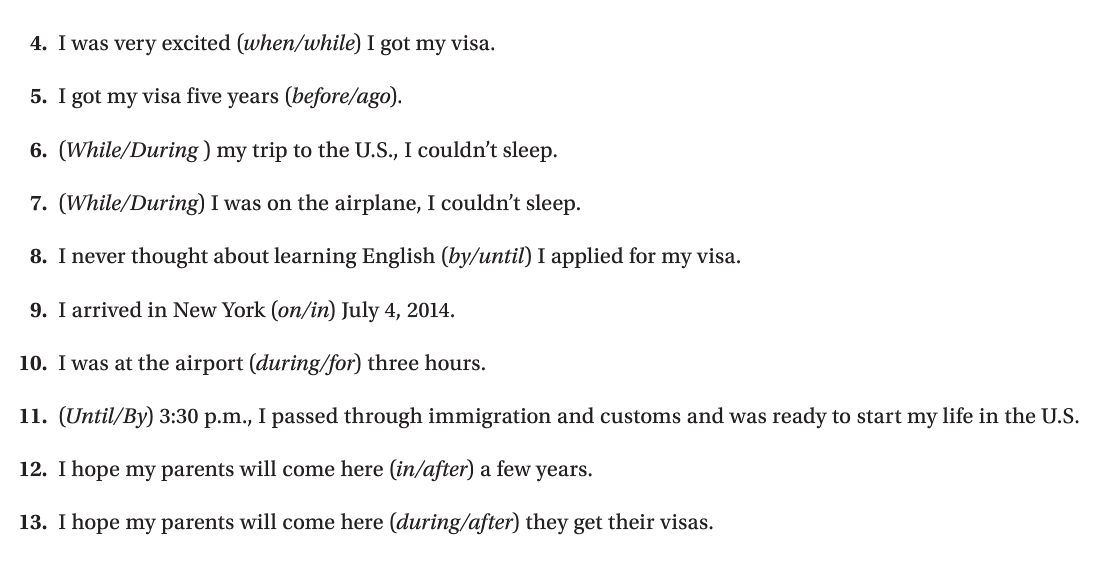 4. I was very excited (when/while) I got my visa.
5. I got my visa five years (before/ago).
6. (While/During ) my trip to the U.S., I couldn’t sleep.
7. (While/During) I was on the airplane, I couldn’t sleep.
8. I never thought about learning English (by/until) I applied for my visa.
9. I arrived in New York (on/in) July 4, 2014.
10. I was at the airport (during/for) three hours.
11. (Until/By) 3:30 p.m., I passed through immigration and customs and was ready to start my life in the U.S.
12. I hope my parents will come here (in/after) a few years.
13. I hope my parents will come here (during/after) they get their visas.